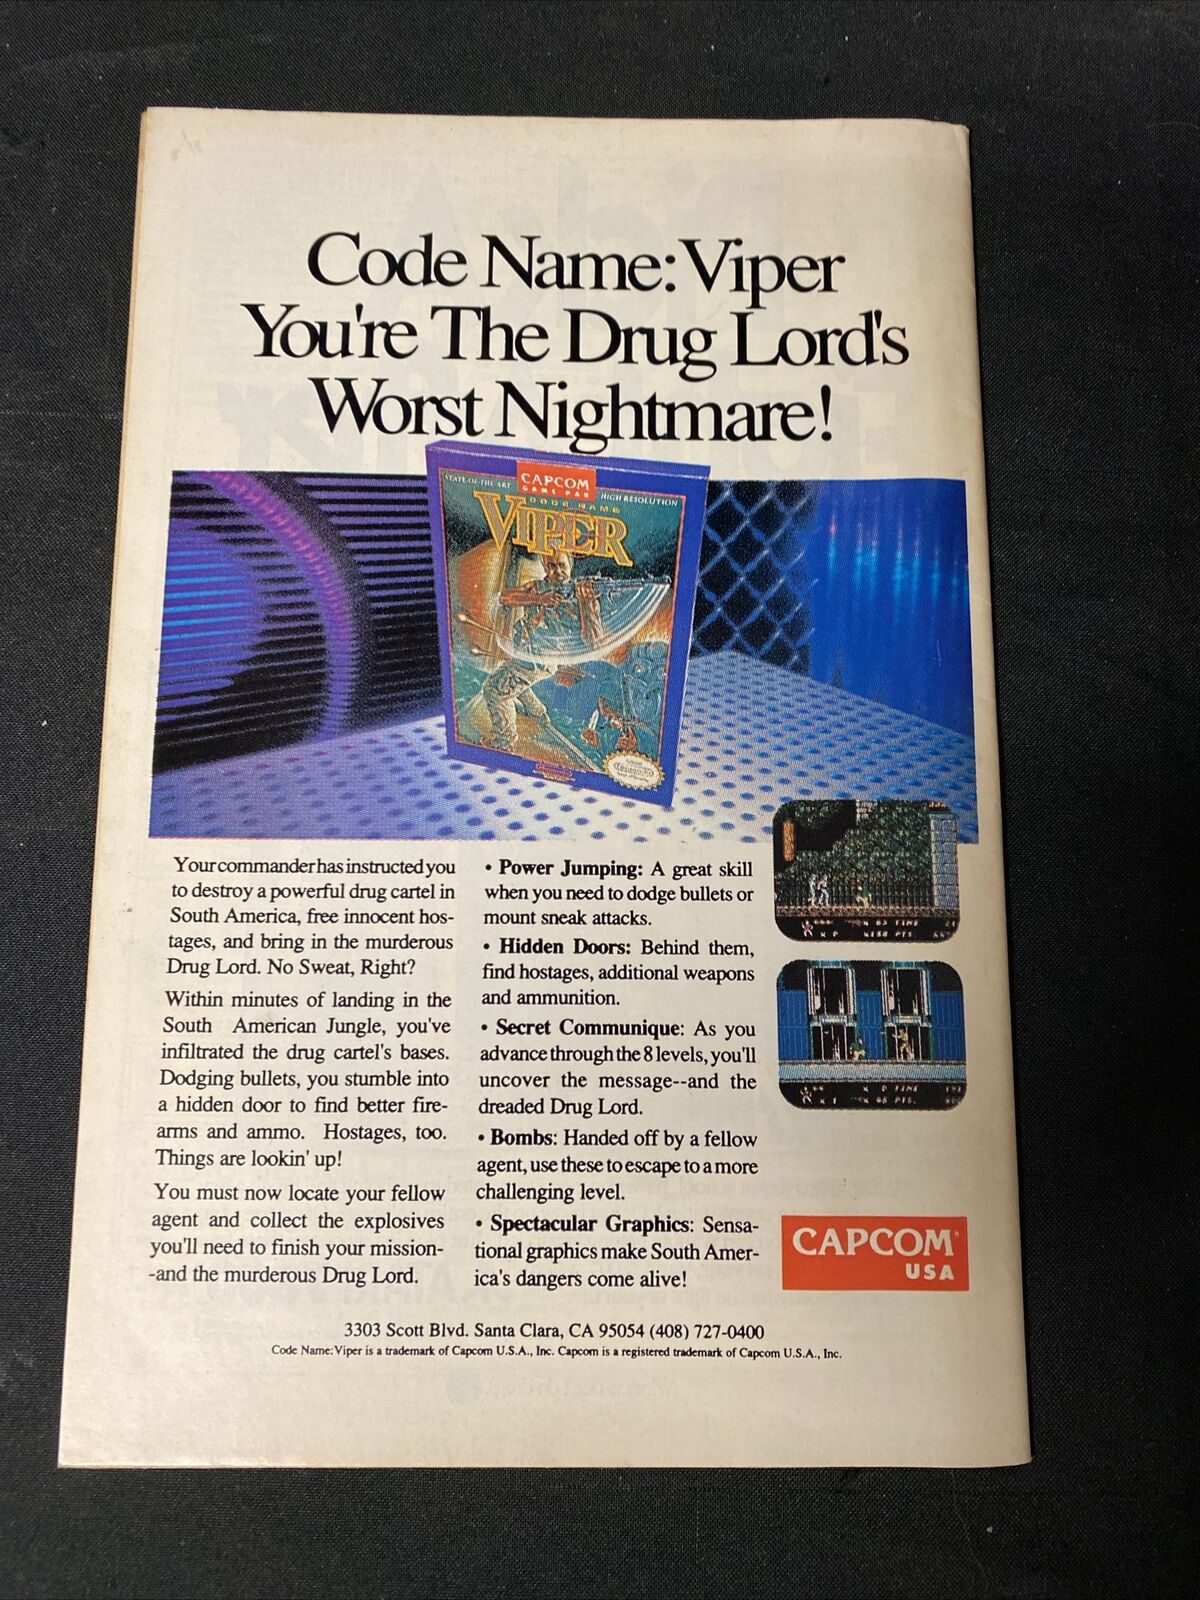 Code Name: Viper
You're The Drug Lord's
Worst Nightmare!
STATE-OF-THE-ART
CAPCOM
GAME PAK
HIGH RESOLUTION
CODE NAME
VIPER
Your commander has instructed you
to destroy a powerful drug cartel in
South America, free innocent hos-
tages, and bring in the murderous
Drug Lord. No Sweat, Right?
Within minutes of landing in the
South American Jungle, you've
infiltrated the drug cartel's bases.
Dodging bullets, you stumble into
a hidden door to find better fire-
arms and ammo. Hostages, too.
Things are lookin' up!
You must now locate your fellow
agent and collect the explosives
you'll need to finish your mission-
-and the murderous Drug Lord.
• Power Jumping: A great skill
when you need to dodge bullets or
mount sneak attacks.
• Hidden Doors: Behind them,
find hostages, additional weapons
and ammunition.
• Secret Communique: As you
advance through the 8 levels, you'll
uncover the message--and the
dreaded Drug Lord.
• Bombs: Handed off by a fellow
agent, use these to escape to a more
challenging level.
• Spectacular Graphics: Sensa-
tional graphics make South Amer-
ica's dangers come alive!
TIME
PTS
TIME
PTS.
CAPCOM
USA
3303 Scott Blvd. Santa Clara, CA 95054 (408) 727-0400
Code Name: Viper is a trademark of Capcom U.S.A., Inc. Capcom is a registered trademark of Capcom U.S.A., Inc.